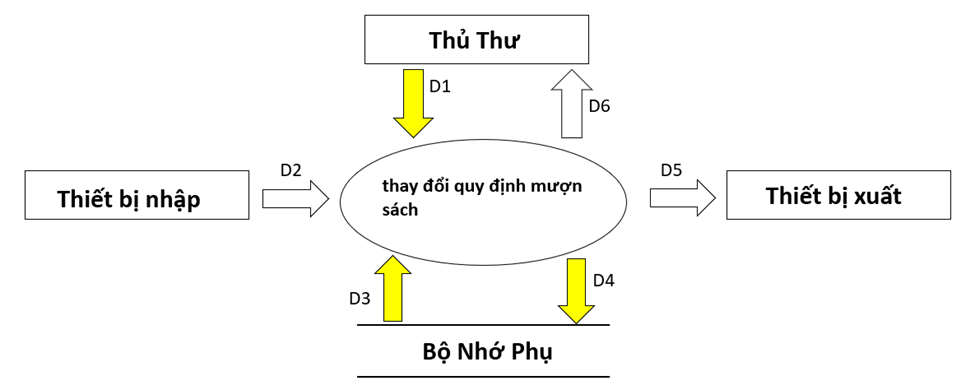 Thủ Thư
D1
D6
D2
D5
Thiết bị nhập
thay đổi quy định mượn
sách
Thiết bị xuất
D3
D4
Bộ Nhớ Phụ